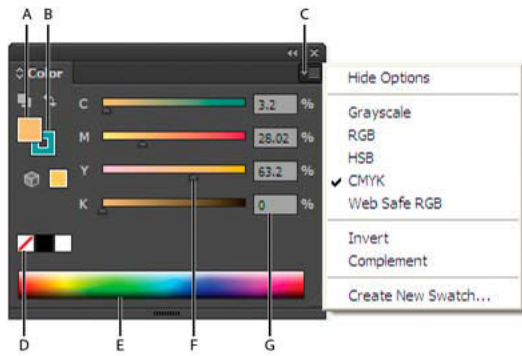 A B C
Color
C 3.2 %
M 28.02 %
Y 63.2 %
K 0 %
D E F G
Hide Options
Grayscale
RGB
HSB
CMYK
Web Safe RGB
Invert
Complement
Create New Swatch...